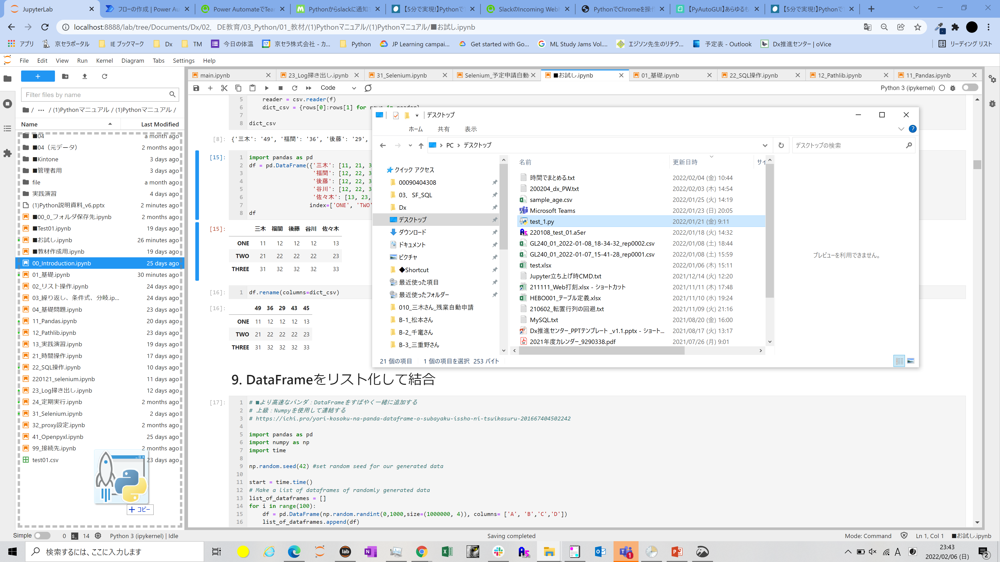 JupyterLab
フローの作成 | Power Au
Power AutomateでTea
Pythonからslackに通知す
【5分で実現!】Pythonで
SlackのIncoming Webh
PythonでChromeを操作
【PyAutoGUI】あらゆるも
【5分で実現!】Pythonで
localhost:8888/lab/tree/Documents/Dx/02. DE教育/03_Python/01_教材/(1)Pythonマニュアル/(1)Pythonマニュアル/■お試し.ipynb
アプリ 京セラポータル IE ブックマーク Dx TM 今日の体温 京セラ株式会社 - カ... Python JP Learning campai... Get started with Go... ML Study Jams Vol.... エジソン先生のリチウ... 予定表 - Outlook Dx推進センター | oVice リーディング リスト
File Edit View Run Kernel Diagram Tabs Settings Help
main.ipynb 23_Log掃き出し.ipynb 31_Selenium.ipynb Selenium_予定申請自動 ■お試し.ipynb 01_基礎.ipynb 22_SQL操作.ipynb 12_Pathlib.ipynb 11_Pandas.ipynb
Code
Python 3 (ipykernel)
Filter files by name
/ ··· / (1)Pythonマニュアル / (1)Pythonマニュアル /
Name Last Modified
■04 a month ago
■04（元データ） 2 months ago
■Kintone 3 days ago
■管理者用 3 days ago
file a month ago
実践演習 4 days ago
(1)Python説明資料_v6.pptx 2 minutes ago
■00_0_フォルダ保存先.ipynb 2 months ago
■Test01.ipynb 19 days ago
■お試し.ipynb 26 minutes ago
■教材作成用.ipynb 19 days ago
00_Introduction.ipynb 25 days ago
01_基礎.ipynb 30 minutes ago
02_リスト操作.ipynb 24 days ago
03_繰り返し、条件式、分岐.ip... 24 days ago
04_基礎問題.ipynb 23 days ago
11_Pandas.ipynb 20 days ago
12_Pathlib.ipynb 23 days ago
13_実践演習.ipynb 19 days ago
21_時間操作.ipynb 17 days ago
22_SQL操作.ipynb 10 days ago
220121_selenium.ipynb 11 days ago
23_Log掃き出し.ipynb 12 days ago
24_定期実行.ipynb 2 months ago
31_Selenium.ipynb 2 days ago
32_proxy設定.ipynb 2 months ago
41_Openpyxl.ipynb 25 days ago
99_接続先.ipynb 2 months ago
test01.csv 23 days ago
コピー
5 reader = csv.reader(f)
6 dict_csv = {rows[0]:rows[1] for rows in reader}
7
8 dict_csv
[8]: {'三木': '49', '福間': '36', '後藤': '29',
[15]: 1 import pandas as pd
2 df = pd.DataFrame({'三木': [11, 21, 3
3 '福間': [12, 22, 3
4 '後藤': [12, 22, 3
5 '谷川': [12, 22, 3
6 '佐々木': [13, 23,
7 index=['ONE', 'TWO'
8 df
[15]: 三木 福間 後藤 谷川 佐々木
ONE 11 12 12 12 13
TWO 21 22 22 22 23
THREE 31 32 32 32 33
[16]: 1 df.rename(columns=dict_csv)
[16]: 49 36 29 43 45
ONE 11 12 12 12 13
TWO 21 22 22 22 23
THREE 31 32 32 32 33
9. DataFrameをリスト化して結合
[17]: 1 # ■より高速なパンダ：DataFrameをすばやく一緒に追加する
2 # 上級：Numpyを使用して連結する
3 # https://ichi.pro/yori-kosoku-na-panda-dataframe-o-subayaku-issho-ni-tsuikasuru-201667404502242
4
5 import pandas as pd
6 import numpy as np
7 import time
8
9 np.random.seed(42) #set random seed for our generated data
10
11 start = time.time()
12 # Make a list of dataframes of randomly generated data
13 list_of_dataframes = []
14 for i in range(100):
15 df = pd.DataFrame(np.random.randint(0,1000,size=(1000000, 4)), columns= ['A', 'B','C','D'])
16 list_of_dataframes.append(df)
デスクトップ
ホーム 共有 表示
PC デスクトップ
デスクトップの検索
クイック アクセス
00090404308
03. SF_SQL
Dx
デスクトップ
ダウンロード
ドキュメント
ピクチャ
◆Shortcut
最近使った項目
最近使ったフォルダー
010_三木さん_残業自動申請
B-1_松本さん
B-2_千竃さん
B-3_三重野さん
名前 更新日時 サイ
時間でまとめる.txt 2022/02/04 (金) 10:44
200204_dx_PW.txt 2022/02/03 (木) 14:54
sample_age.csv 2022/01/25 (火) 14:19
Microsoft Teams 2022/01/23 (日) 20:05
test_1.py 2022/01/21 (金) 9:11
220108_test_01.a5er 2022/01/18 (火) 14:32
GL240_01_2022-01-08_18-34-32_rep0002.csv 2022/01/08 (土) 18:44
GL240_01_2022-01-07_15-41-28_rep0001.csv 2022/01/08 (土) 15:59
test.xlsx 2022/01/06 (木) 15:11
Jupyter立ち上げ時CMD.txt 2021/12/14 (火) 12:20
211111_Web打刻.xlsx - ショートカット 2021/11/11 (木) 17:48
HEBO001_テーブル定義.xlsx 2021/11/10 (水) 19:24
210602_転置行列の回避.txt 2021/11/09 (火) 21:16
MySQL.txt 2021/08/20 (金) 16:00
Dx推進センター_PPTテンプレート _v1.1.pptx - ショート... 2021/08/17 (火) 13:17
2021年度カレンダー_9290338.pdf 2021/07/26 (月) 9:01
プレビューを利用できません。
21 個の項目 1 個の項目を選択 253 バイト
Simple 0 14 Python 3 (ipykernel) | Idle Saving completed Mode: Command Ln 1, Col 1 ■お試し.ipynb
検索するには、ここに入力します
lab
1
A
23:43
2022/02/06 (日)
2